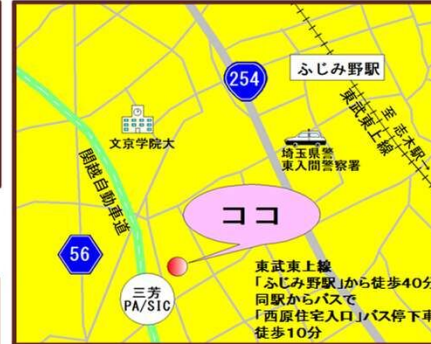 254
ふじみ野駅
至 志木駅
東武東上線
文京学院大
埼玉県警
東入間警察署
関越自動車道
ココ
56
三芳
PA/SIC
東武東上線
「ふじみ野駅」から徒歩40分
同駅からバスで
「西原住宅入口」バス停下車
徒歩10分